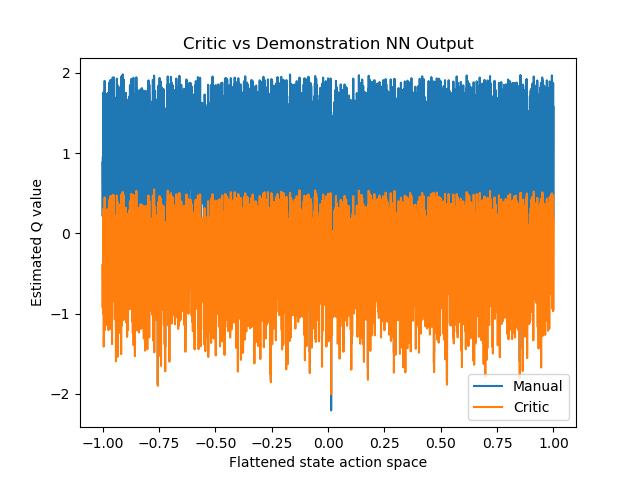 Critic vs Demonstration NN Output
Estimated Q value
2
1
0
−1
−2
−1.00 −0.75 −0.50 −0.25 0.00 0.25 0.50 0.75 1.00
Flattened state action space
Manual
Critic